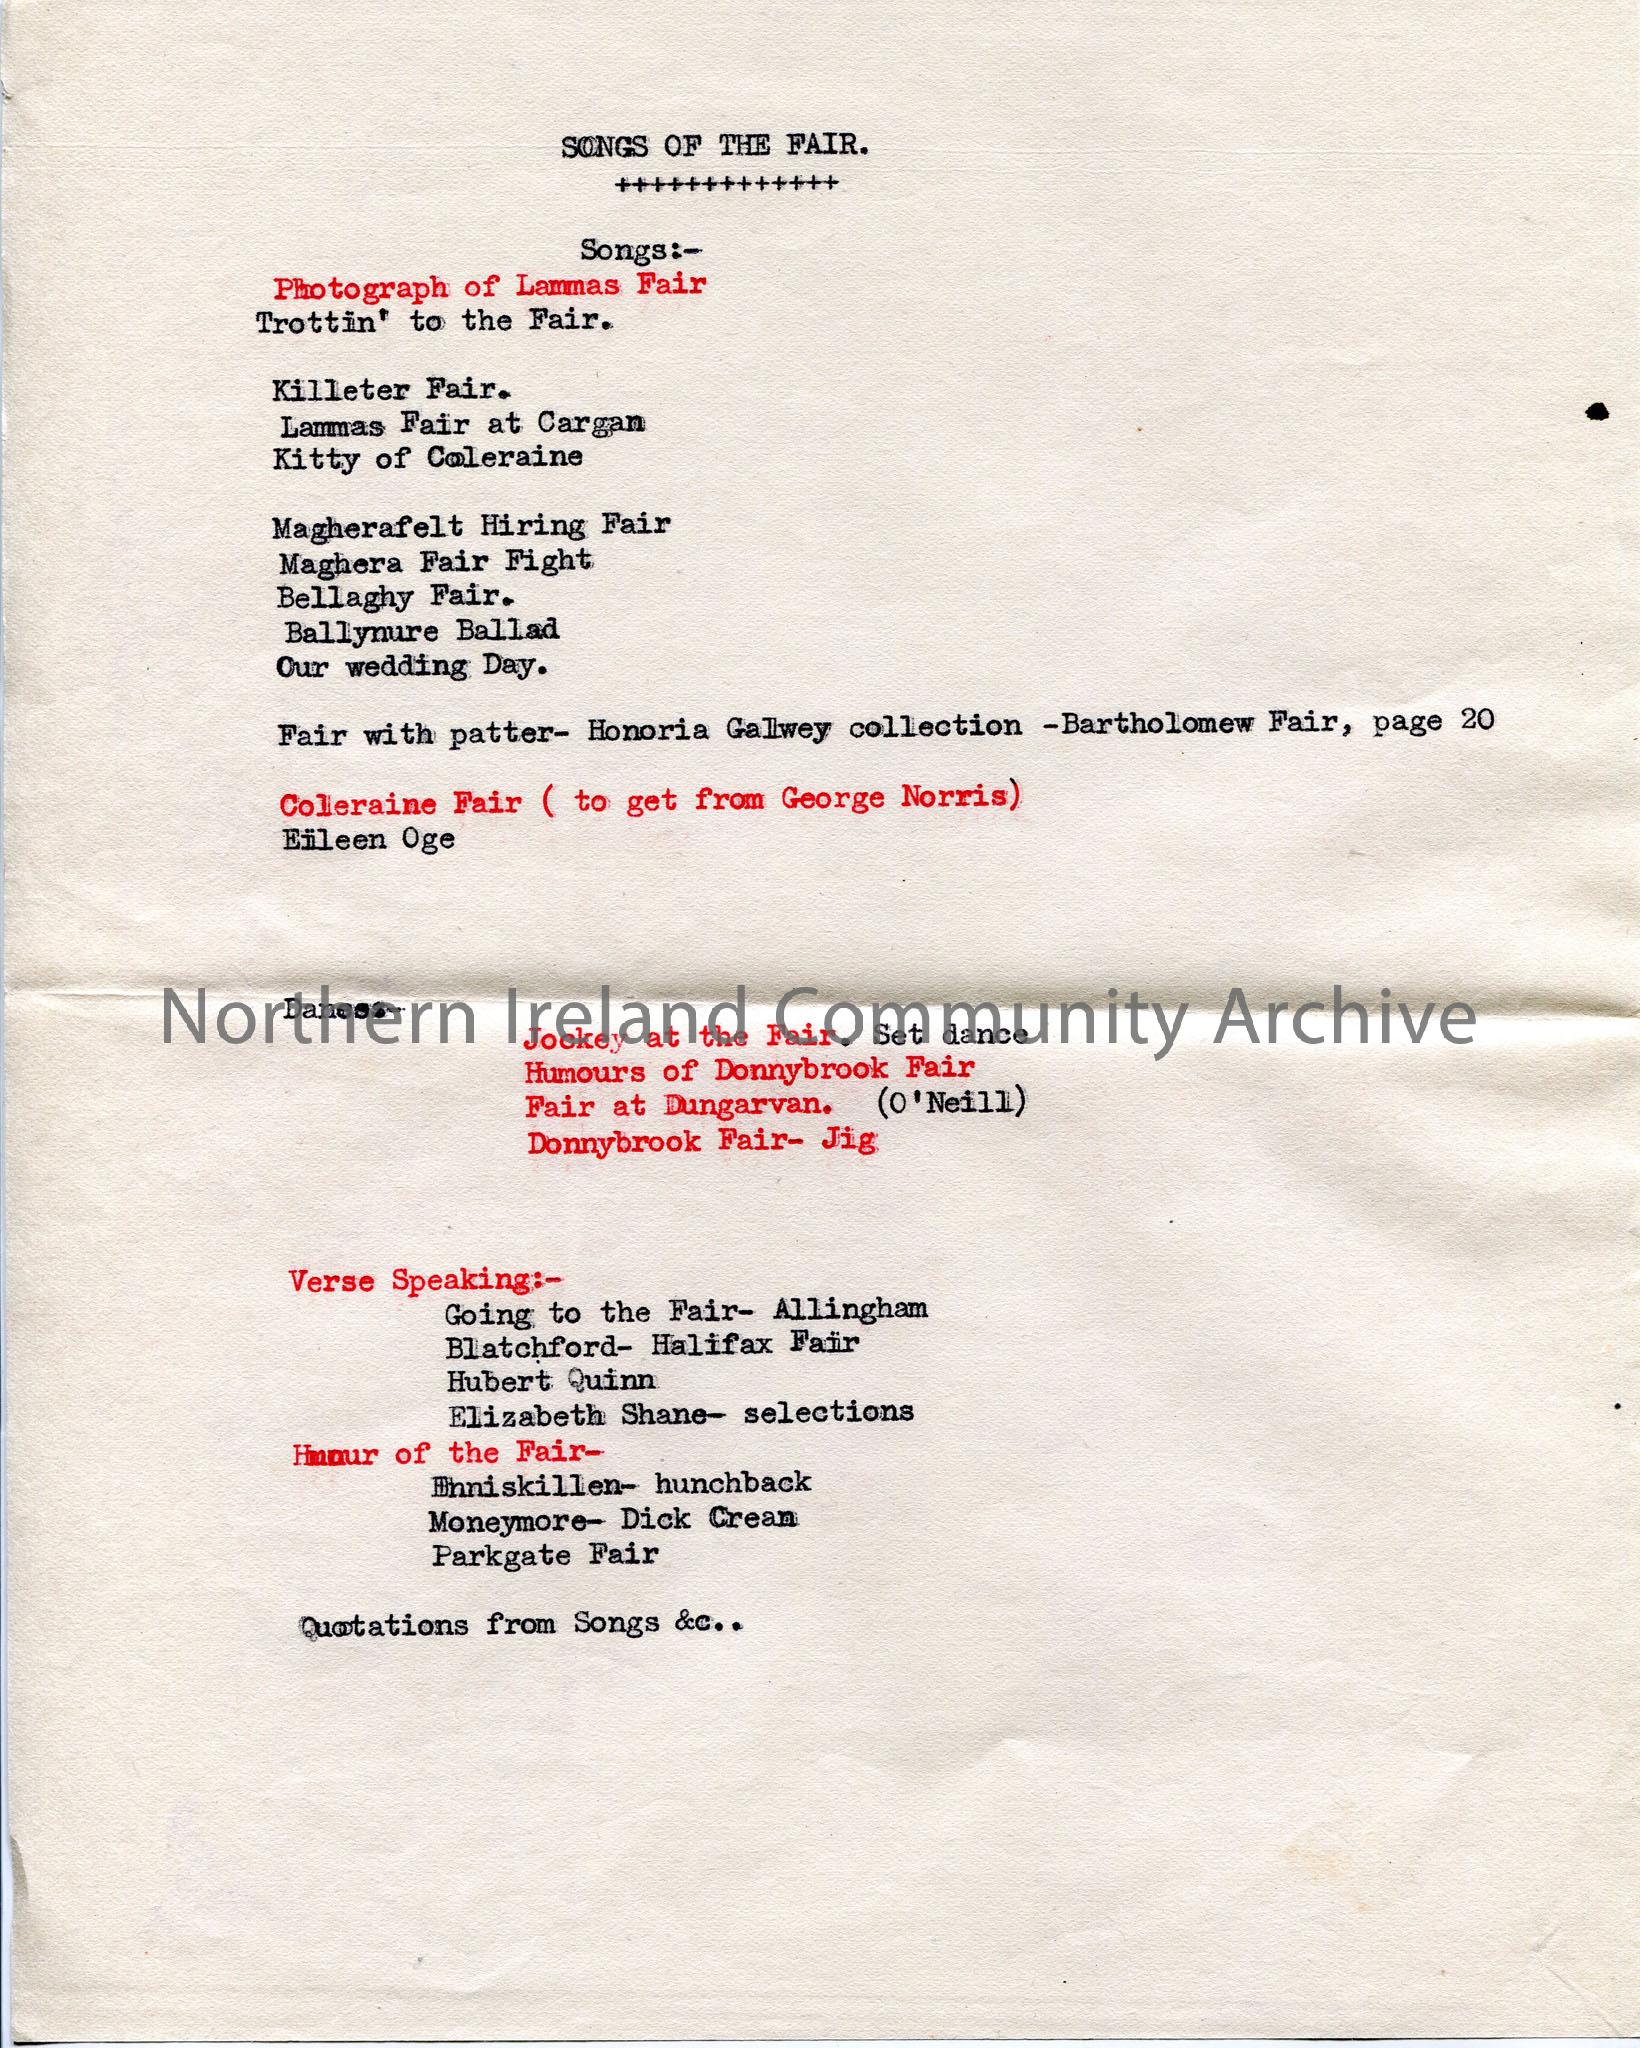 SONGS OF THE FAIR.
+++++++++++++
Songs:-
Photograph of Lammas Fair
Trottin' to the Fair.
Killeter Fair.
Lammas Fair at Cargan
Kitty of Coleraine
Magherafelt Hiring Fair
Maghera Fair Fight
Bellaghy Fair.
Ballynure Ballad
Our wedding Day.
Fair with patter- Honoria Galwey collection -Bartholomew Fair, page 20
Coleraine Fair ( to get from George Norris)
Eileen Oge
Dances-
Northern Ireland Community Archive
Jockey at the Fair. Set dance
Humours of Donnybrook Fair
Fair at Dungarvan. (O'Neill)
Donnybrook Fair- Jig
Verse Speaking:-
Going to the Fair- Allingham
Blatchford- Halifax Fair
Hubert Quinn
Elizabeth Shane- selections
Humour of the Fair-
Enniskillen- hunchback
Moneymore- Dick Crean
Parkgate Fair
Quotations from Songs &c..